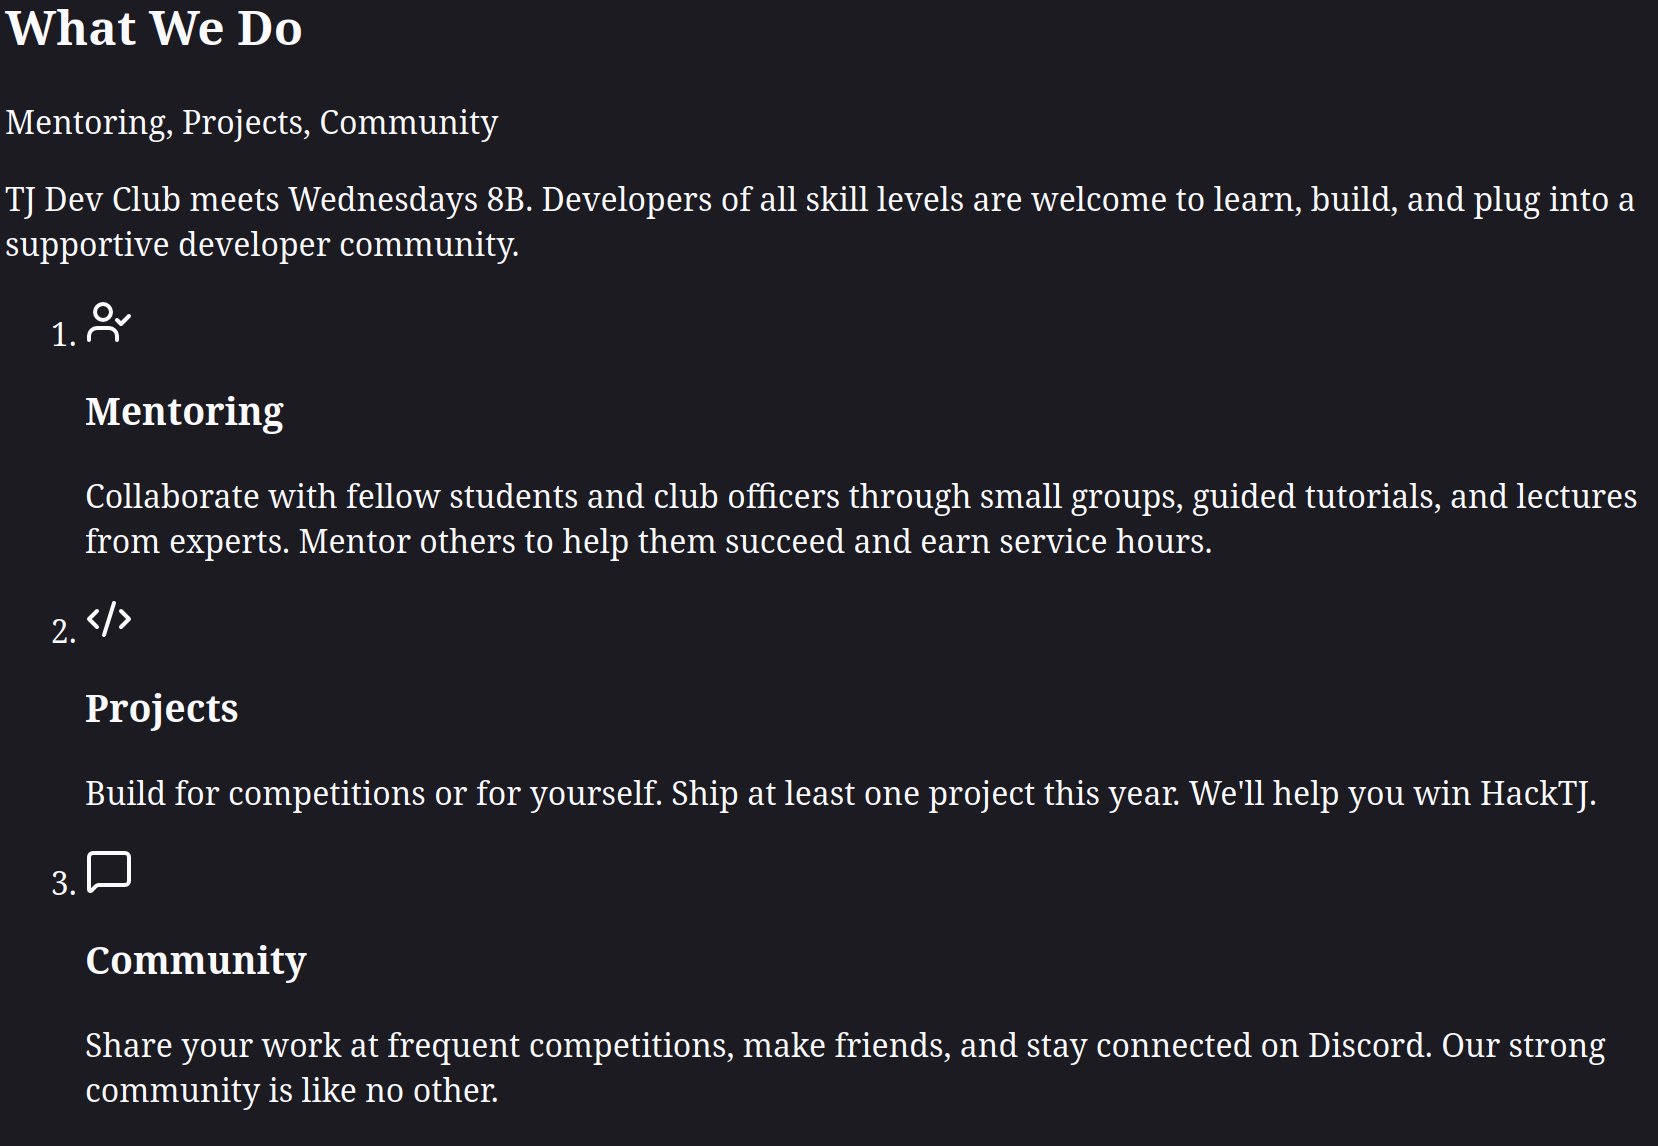 What We Do
Mentoring, Projects, Community
TJ Dev Club meets Wednesdays 8B. Developers of all skill levels are welcome to learn, build, and plug into a
supportive developer community.
1.
Mentoring
Collaborate with fellow students and club officers through small groups, guided tutorials, and lectures
from experts. Mentor others to help them succeed and earn service hours.
2.
Projects
Build for competitions or for yourself. Ship at least one project this year. We'll help you win HackTJ.
3.
Community
Share your work at frequent competitions, make friends, and stay connected on Discord. Our strong
community is like no other.